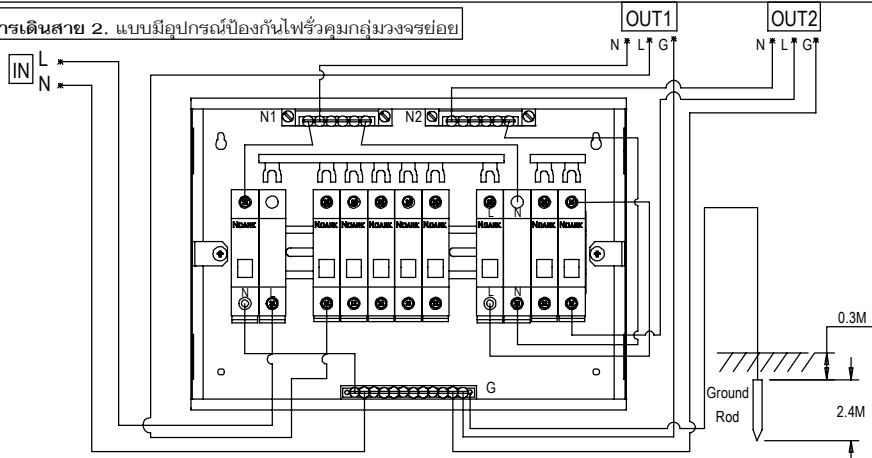 ารเดินสาย 2. แบบมีอุปกรณ์ป้องกันไฟรั่วคุมกลุ่มวงจรย่อย
OUT1
OUT2
N L G
N L G
IN
L
N
N1
N2
L N
NOARK NOARK NOARK NOARK NOARK NOARK NOARK NOARK NOARK
N L
L N
G
0.3M
Ground
Rod
2.4M